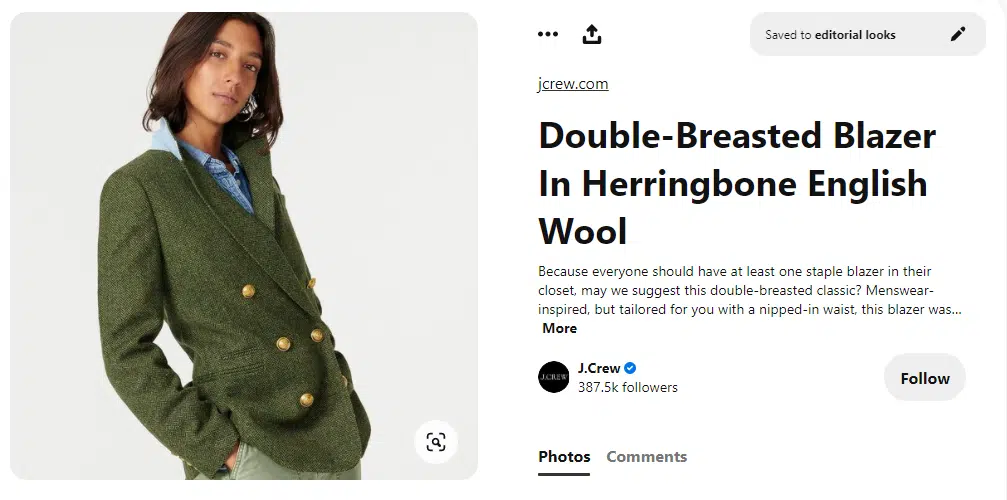 Saved to editorial looks
jcrew.com
Double-Breasted Blazer
In Herringbone English
Wool
Because everyone should have at least one staple blazer in their
closet, may we suggest this double-breasted classic? Menswear-
inspired, but tailored for you with a nipped-in waist, this blazer was...
More
J.CREW
J.Crew
387.5k followers
Follow
Photos
Comments